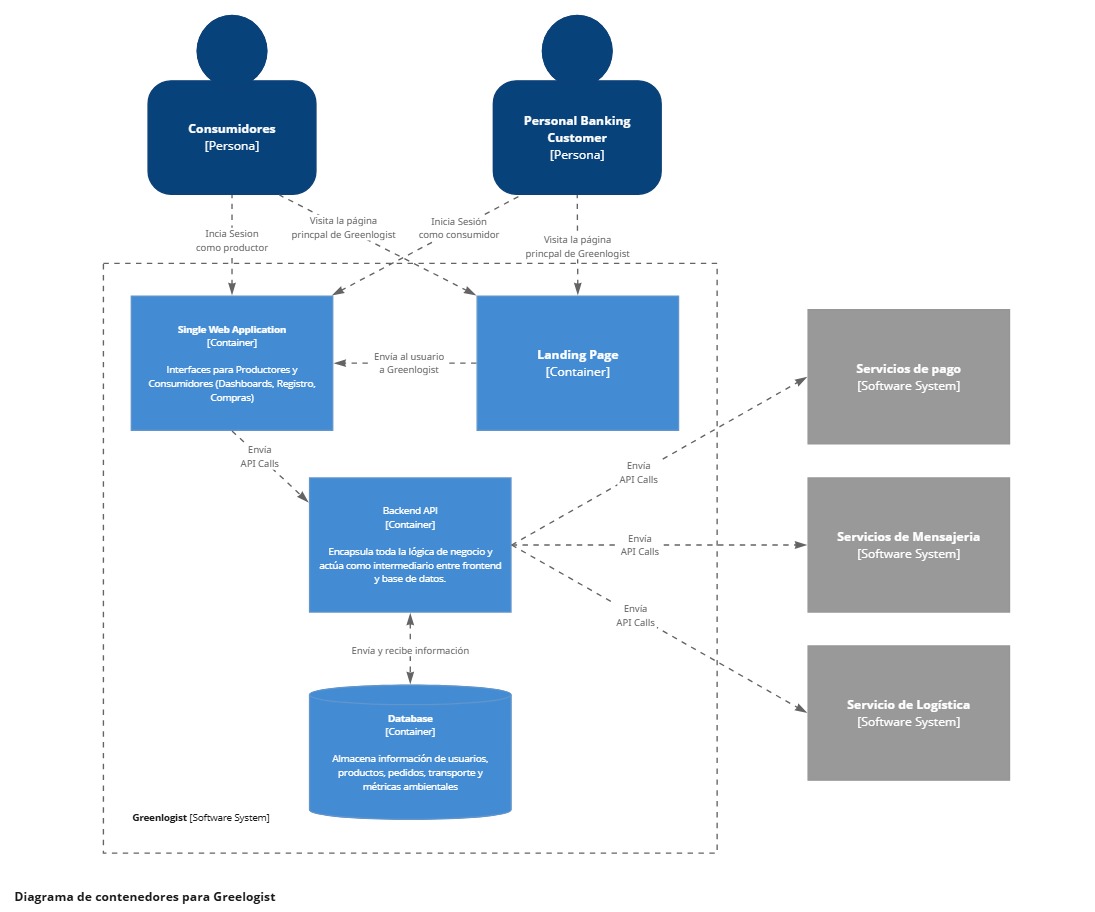 Consumidores
[Persona]
Personal Banking
Customer
[Persona]
Incia Sesion
como productor
Visita la página
princpal de Greenlogist
Inicia Sesión
como consumidor
Visita la página
princpal de Greenlogist
Single Web Application
[Container]
Interfaces para Productores y
Consumidores (Dashboards, Registro,
Compras)
Envía al usuario
a Greenlogist
Landing Page
[Container]
Servicios de pago
[Software System]
Envía
API Calls
Envía
API Calls
Backend API
[Container]
Encapsula toda la lógica de negocio y
actúa como intermediario entre frontend
y base de datos.
Envía
API Calls
Servicios de Mensajeria
[Software System]
Envía
API Calls
Envía y recibe información
Servicio de Logística
[Software System]
Database
[Container]
Almacena información de usuarios,
productos, pedidos, transporte y
métricas ambientales
Greenlogist [Software System]
Diagrama de contenedores para Greelogist